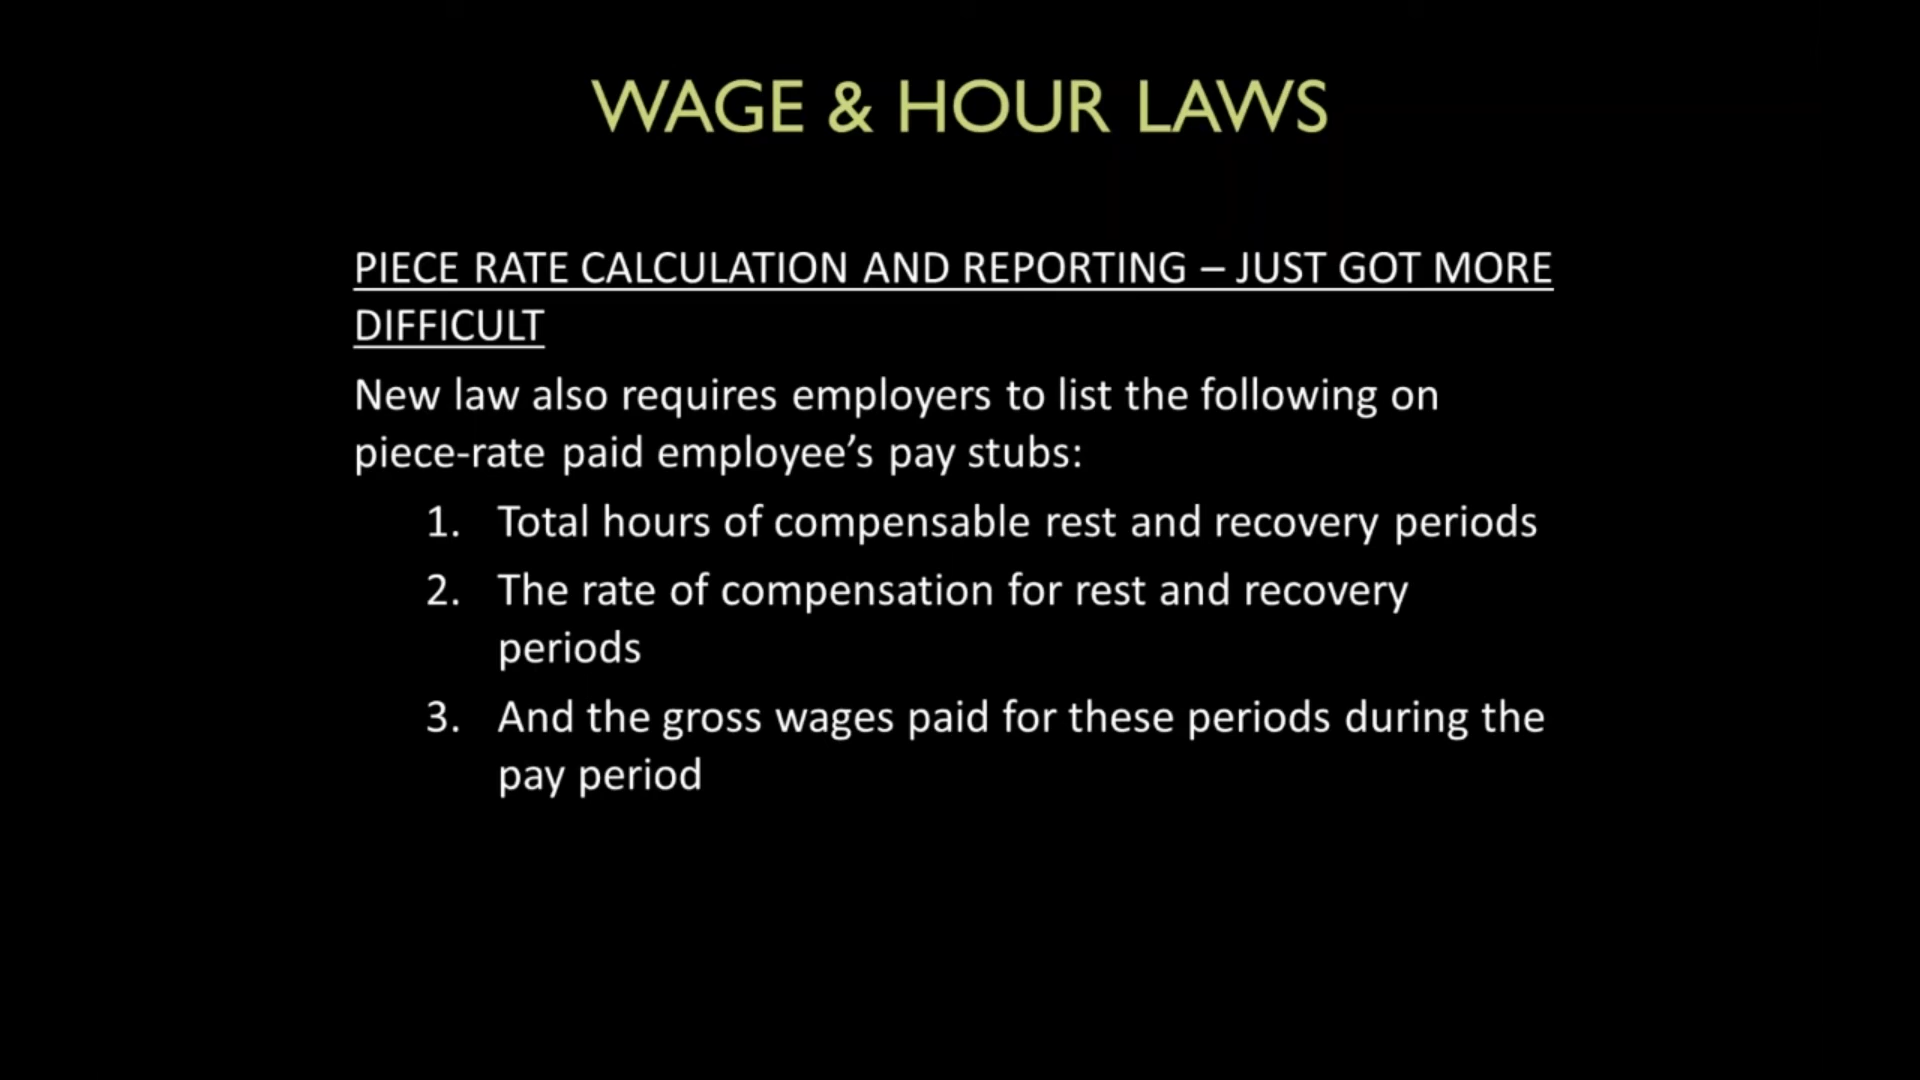 WAGE & HOUR LAWS
PIECE RATE CALCULATION AND REPORTING – JUST GOT MORE
DIFFICULT
New law also requires employers to list the following on
piece-rate paid employee’s pay stubs:
1. Total hours of compensable rest and recovery periods
2. The rate of compensation for rest and recovery
periods
3. And the gross wages paid for these periods during the
pay period